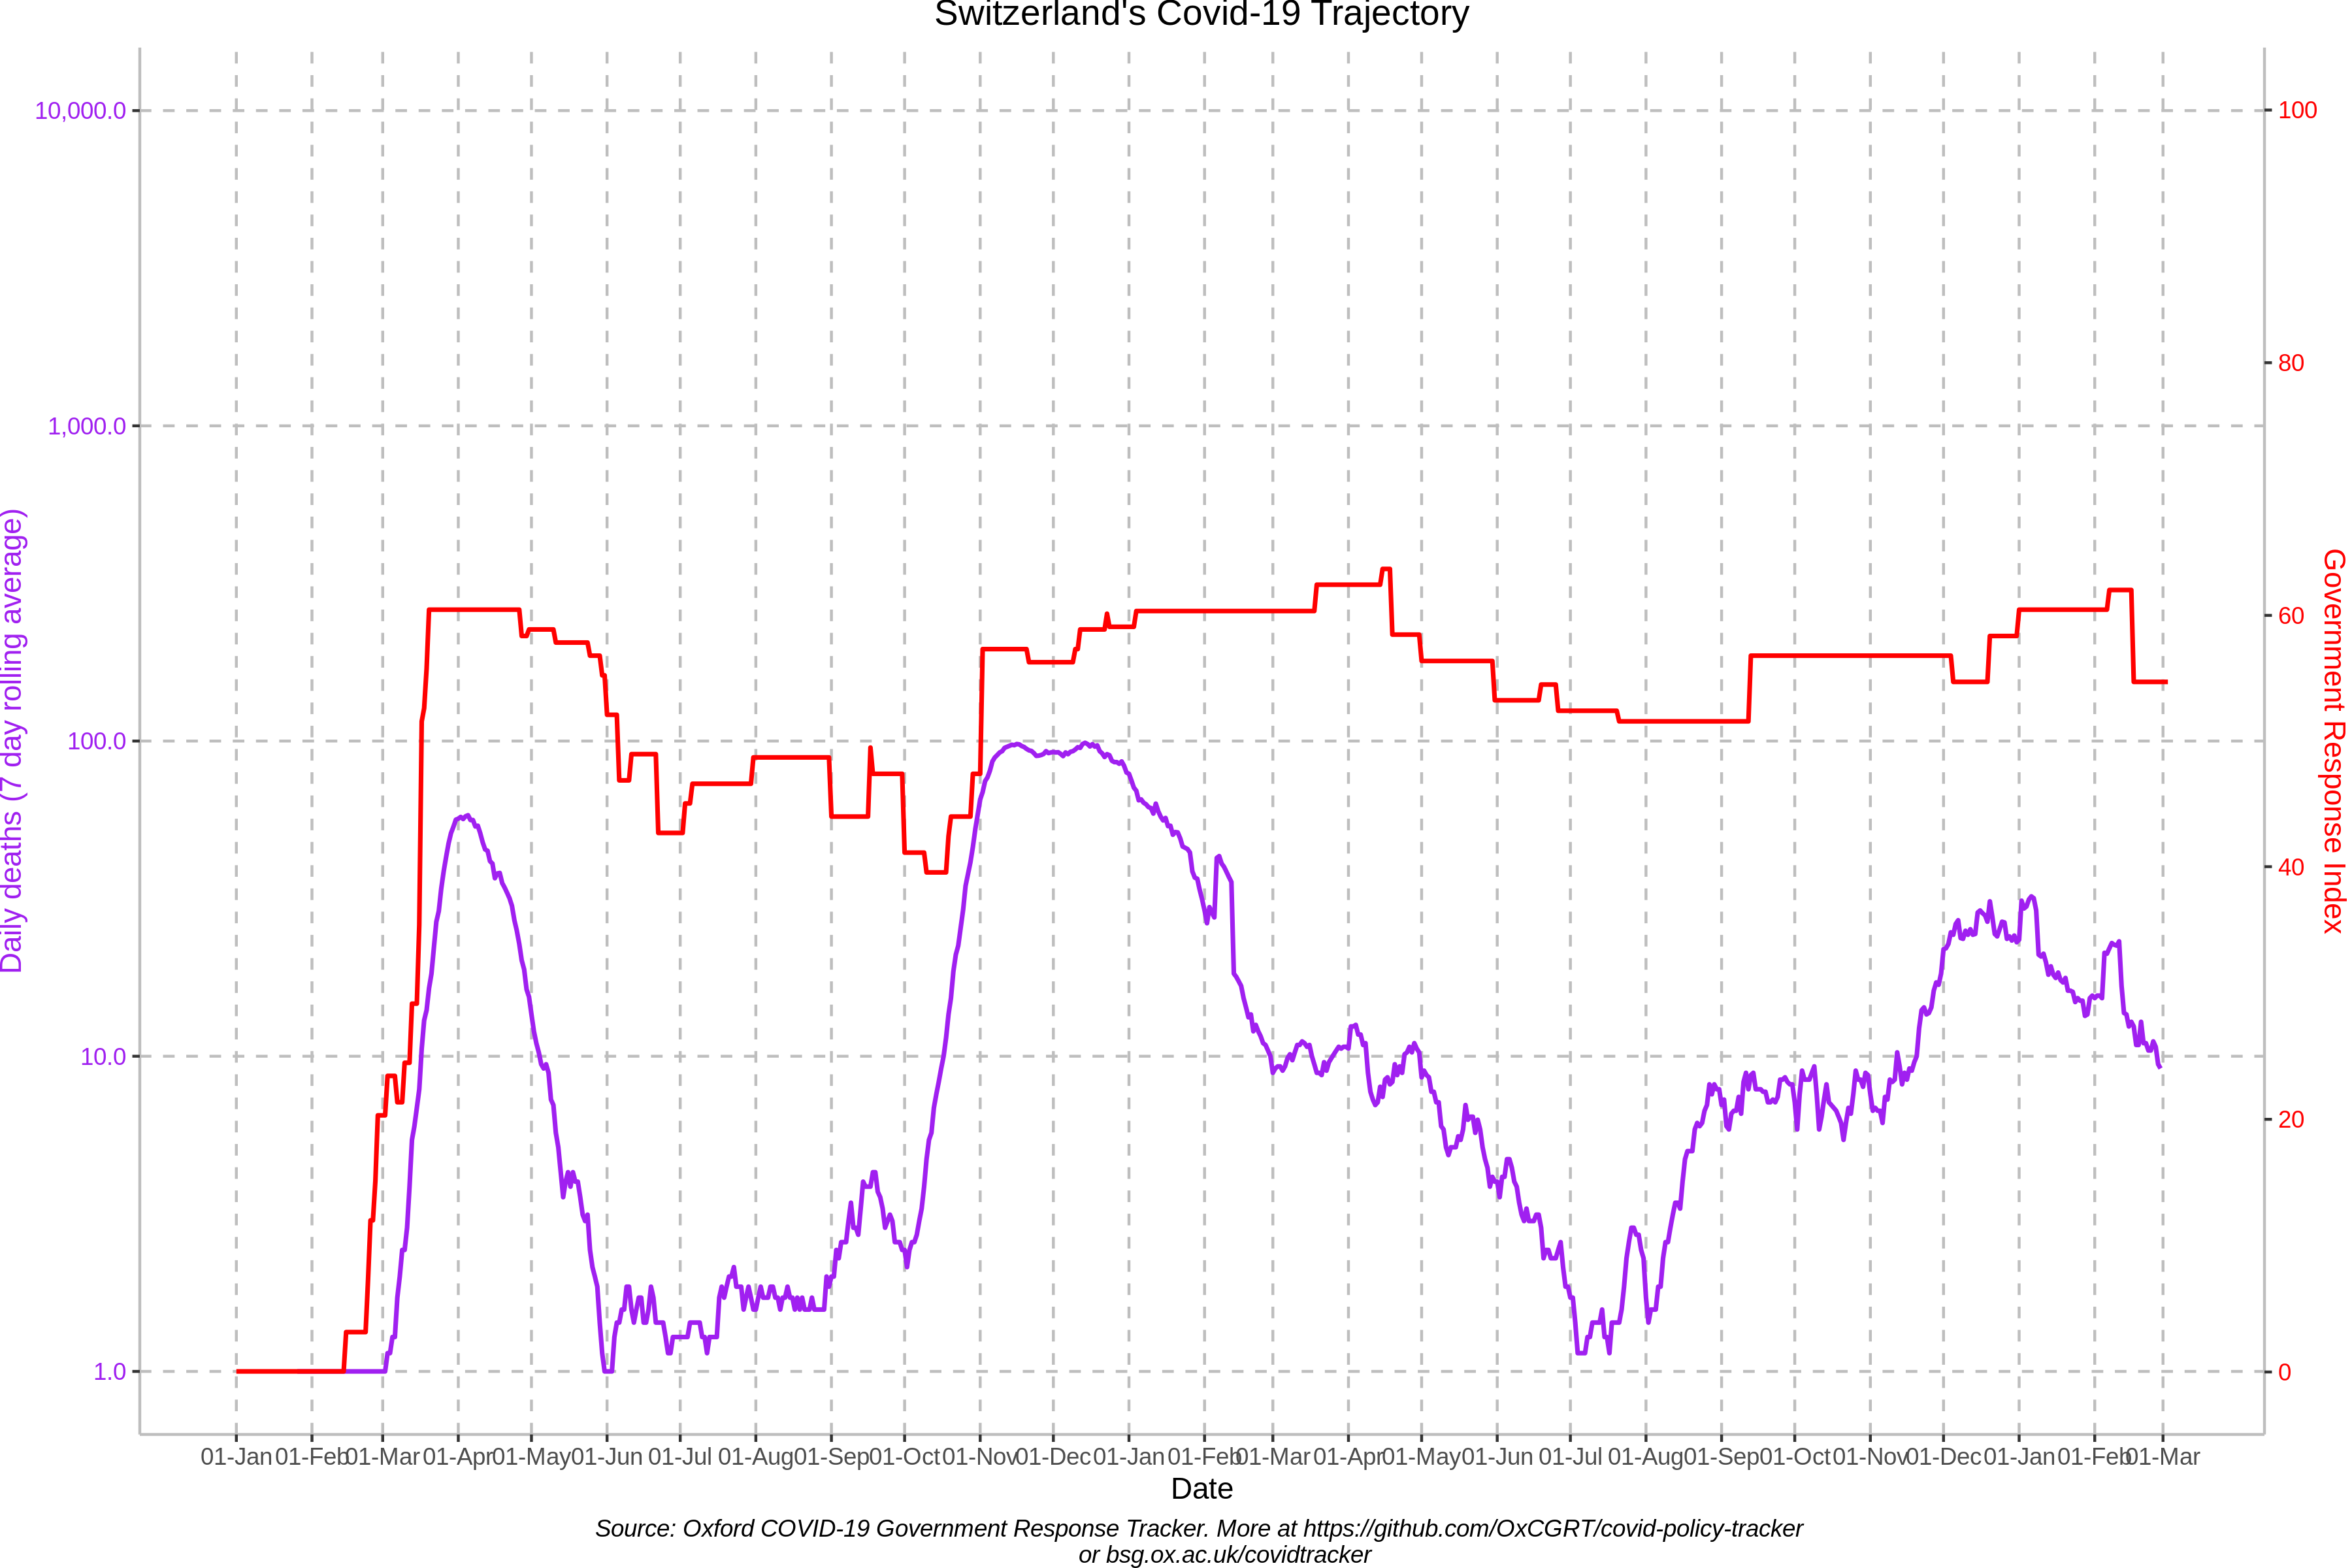 Switzerland's Covid-19 Trajectory
10,000.0
1,000.0
100.0
10.0
1.0
Daily deaths (7 day rolling average)
100
80
60
40
20
0
Government Response Index
01-Jan 01-Feb 01-Mar 01-Apr 01-May 01-Jun 01-Jul 01-Aug 01-Sep 01-Oct 01-Nov 01-Dec 01-Jan 01-Feb 01-Mar 01-Apr 01-May 01-Jun 01-Jul 01-Aug 01-Sep 01-Oct 01-Nov 01-Dec 01-Jan 01-Feb 01-Mar
Date
Source: Oxford COVID-19 Government Response Tracker. More at https://github.com/OxCGRT/covid-policy-tracker
or bsg.ox.ac.uk/covidtracker